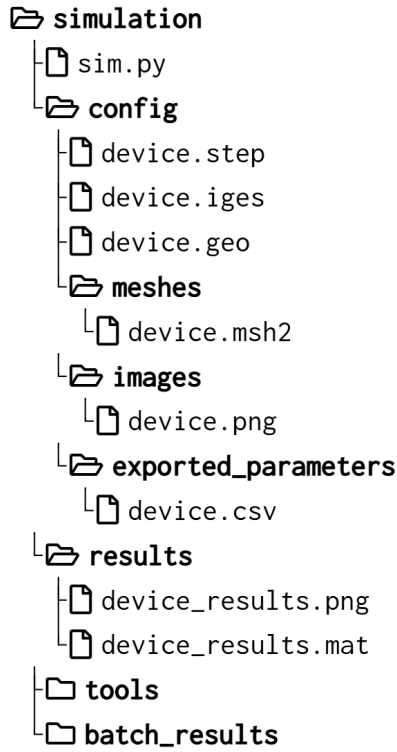 simulation
sim.py
config
device.step
device.iges
device.geo
meshes
device.msh2
images
device.png
exported_parameters
device.csv
results
device_results.png
device_results.mat
tools
batch_results